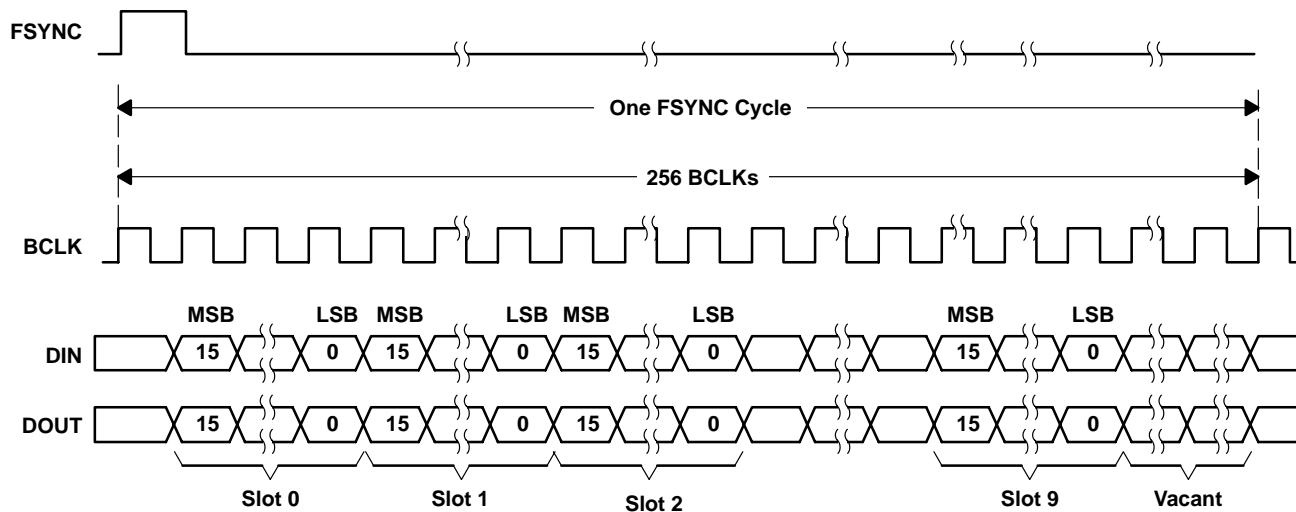 FSYNC
One FSYNC Cycle
256 BCLKs
BCLK
MSB LSB MSB LSB MSB LSB MSB LSB
DIN 15 0 15 0 15 0 15 0
DOUT 15 0 15 0 15 0 15 0
Slot 0 Slot 1 Slot 2 Slot 9 Vacant